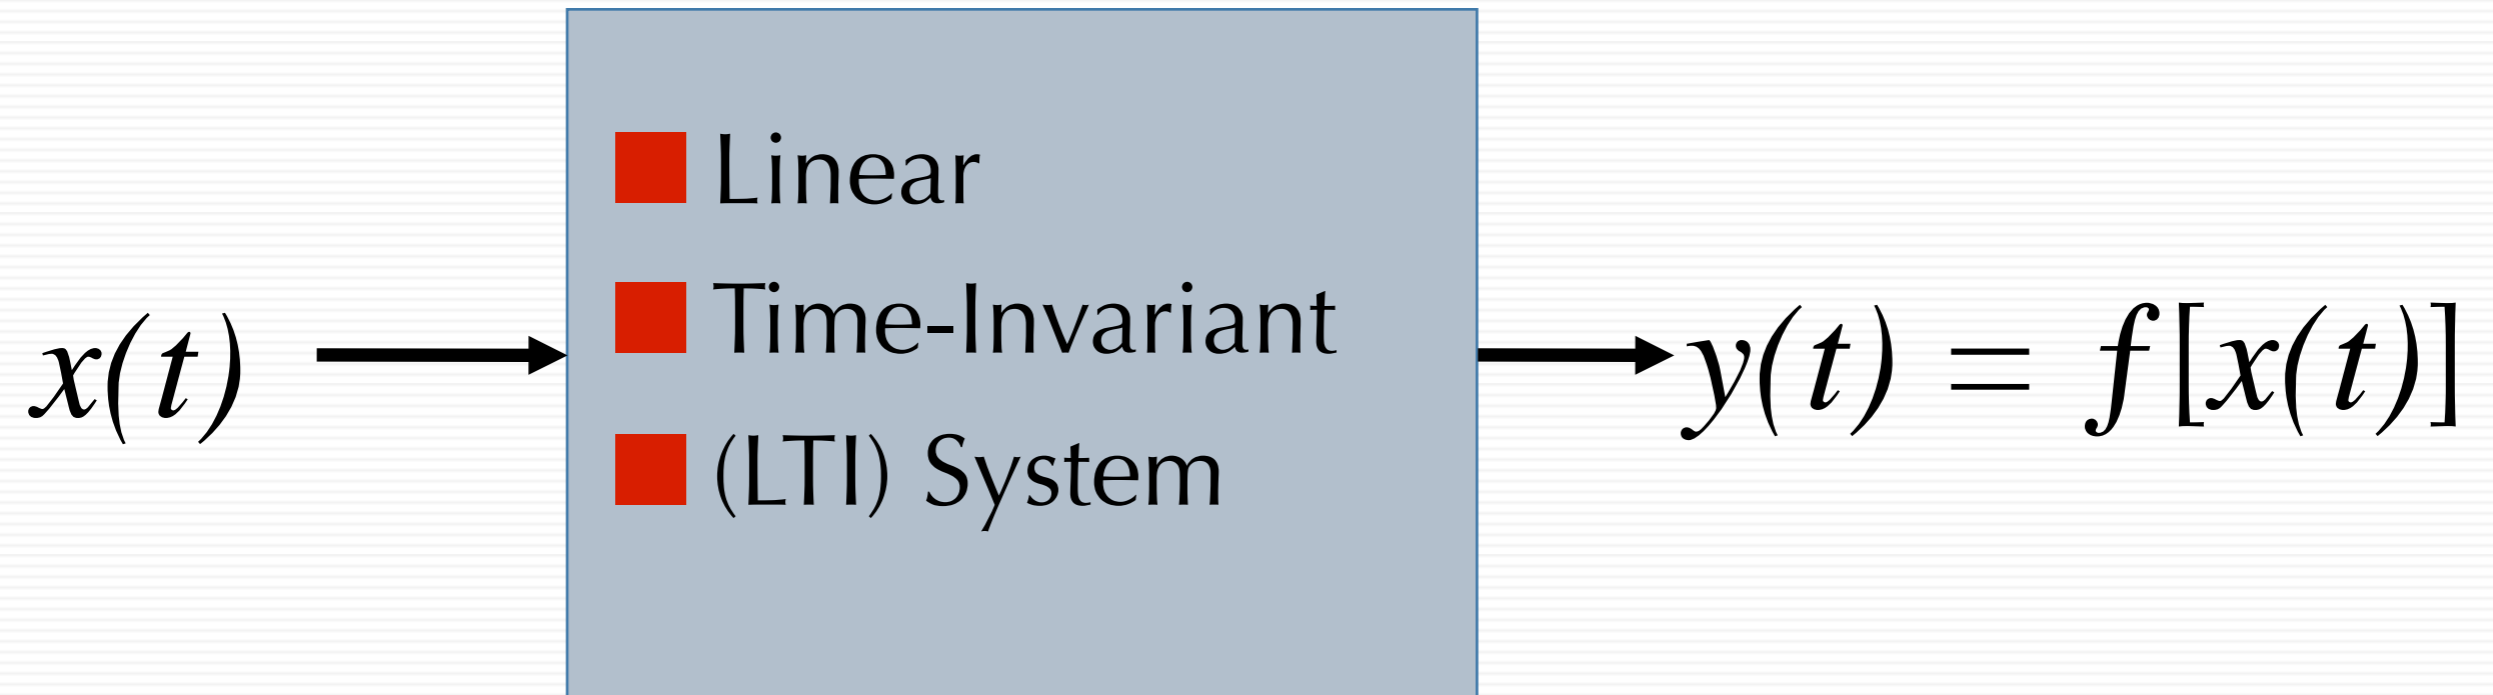 x(t)
Linear
Time-Invariant
(LTI) System
y(t) = f[x(t)]